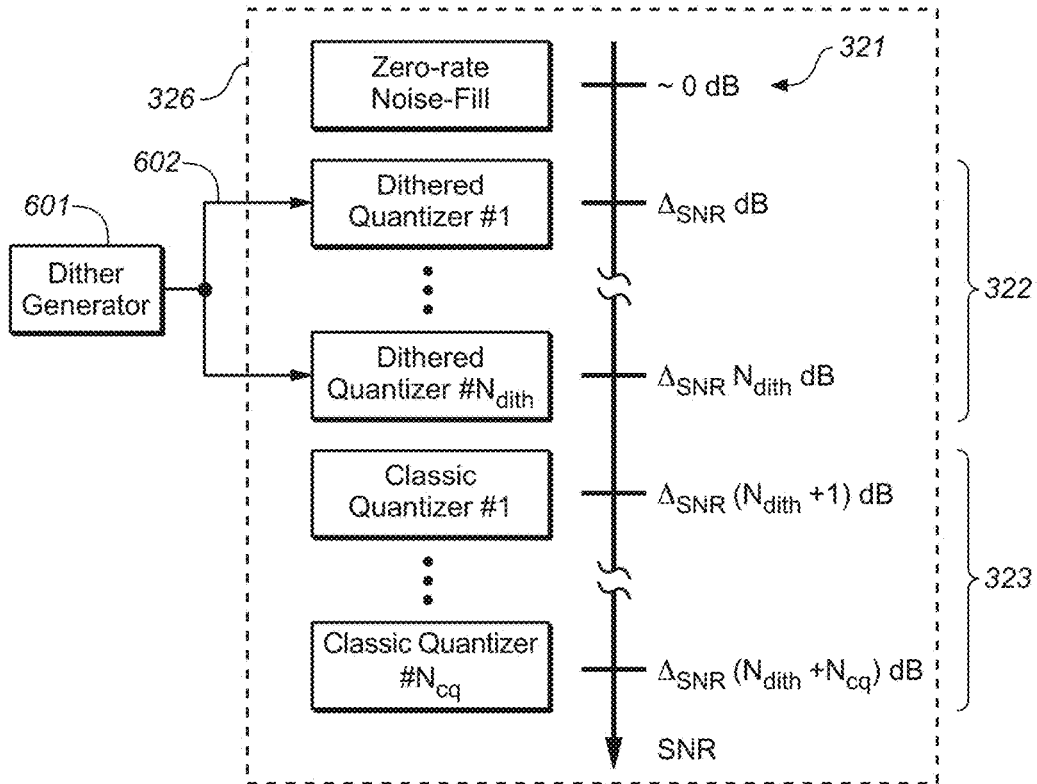 326
Zero-rate
Noise-Fill
~ 0 dB
321
602
Dithered
Quantizer #1
Δ_SNR dB
601
Dither
Generator
322
Dithered
Quantizer #N_dith
Δ_SNR N_dith dB
Classic
Quantizer #1
Δ_SNR (N_dith +1) dB
323
Classic Quantizer
#N_cq
Δ_SNR (N_dith +N_cq) dB
SNR